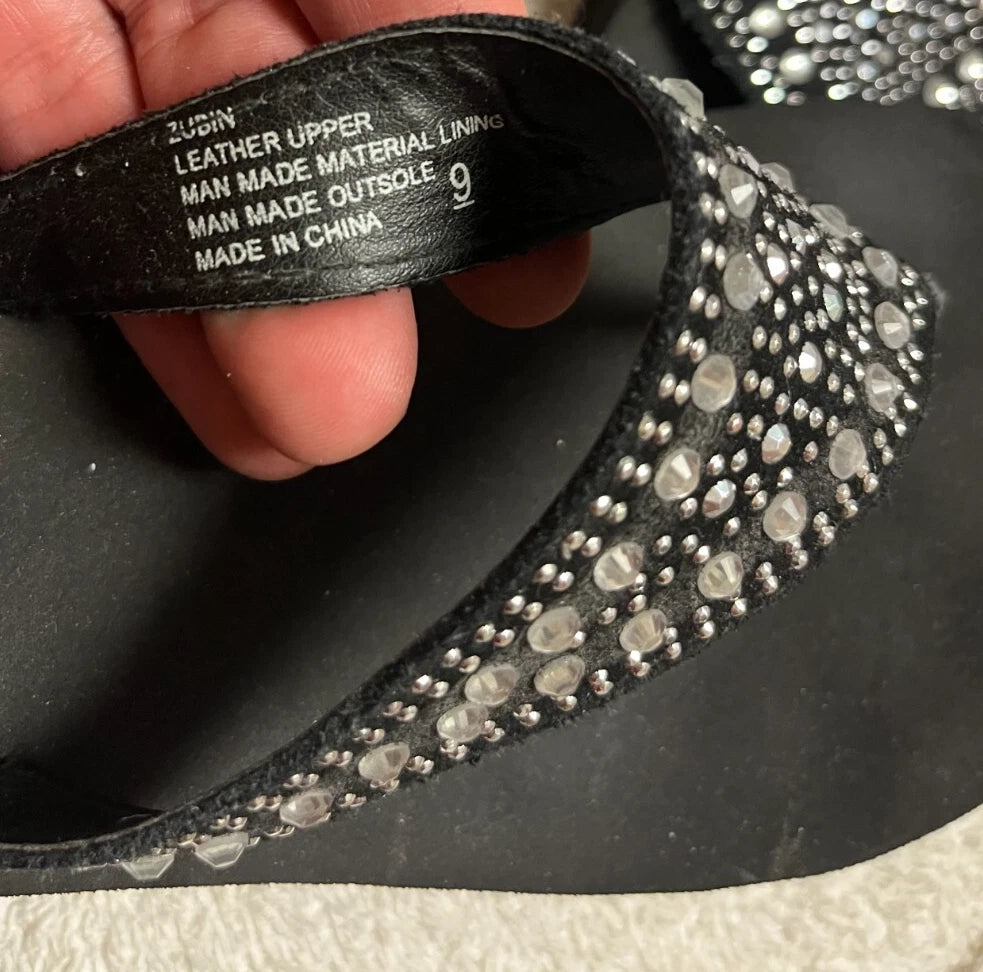 ZUBIN
LEATHER UPPER
MAN MADE MATERIAL LINING
MAN MADE OUTSOLE 9
MADE IN CHINA